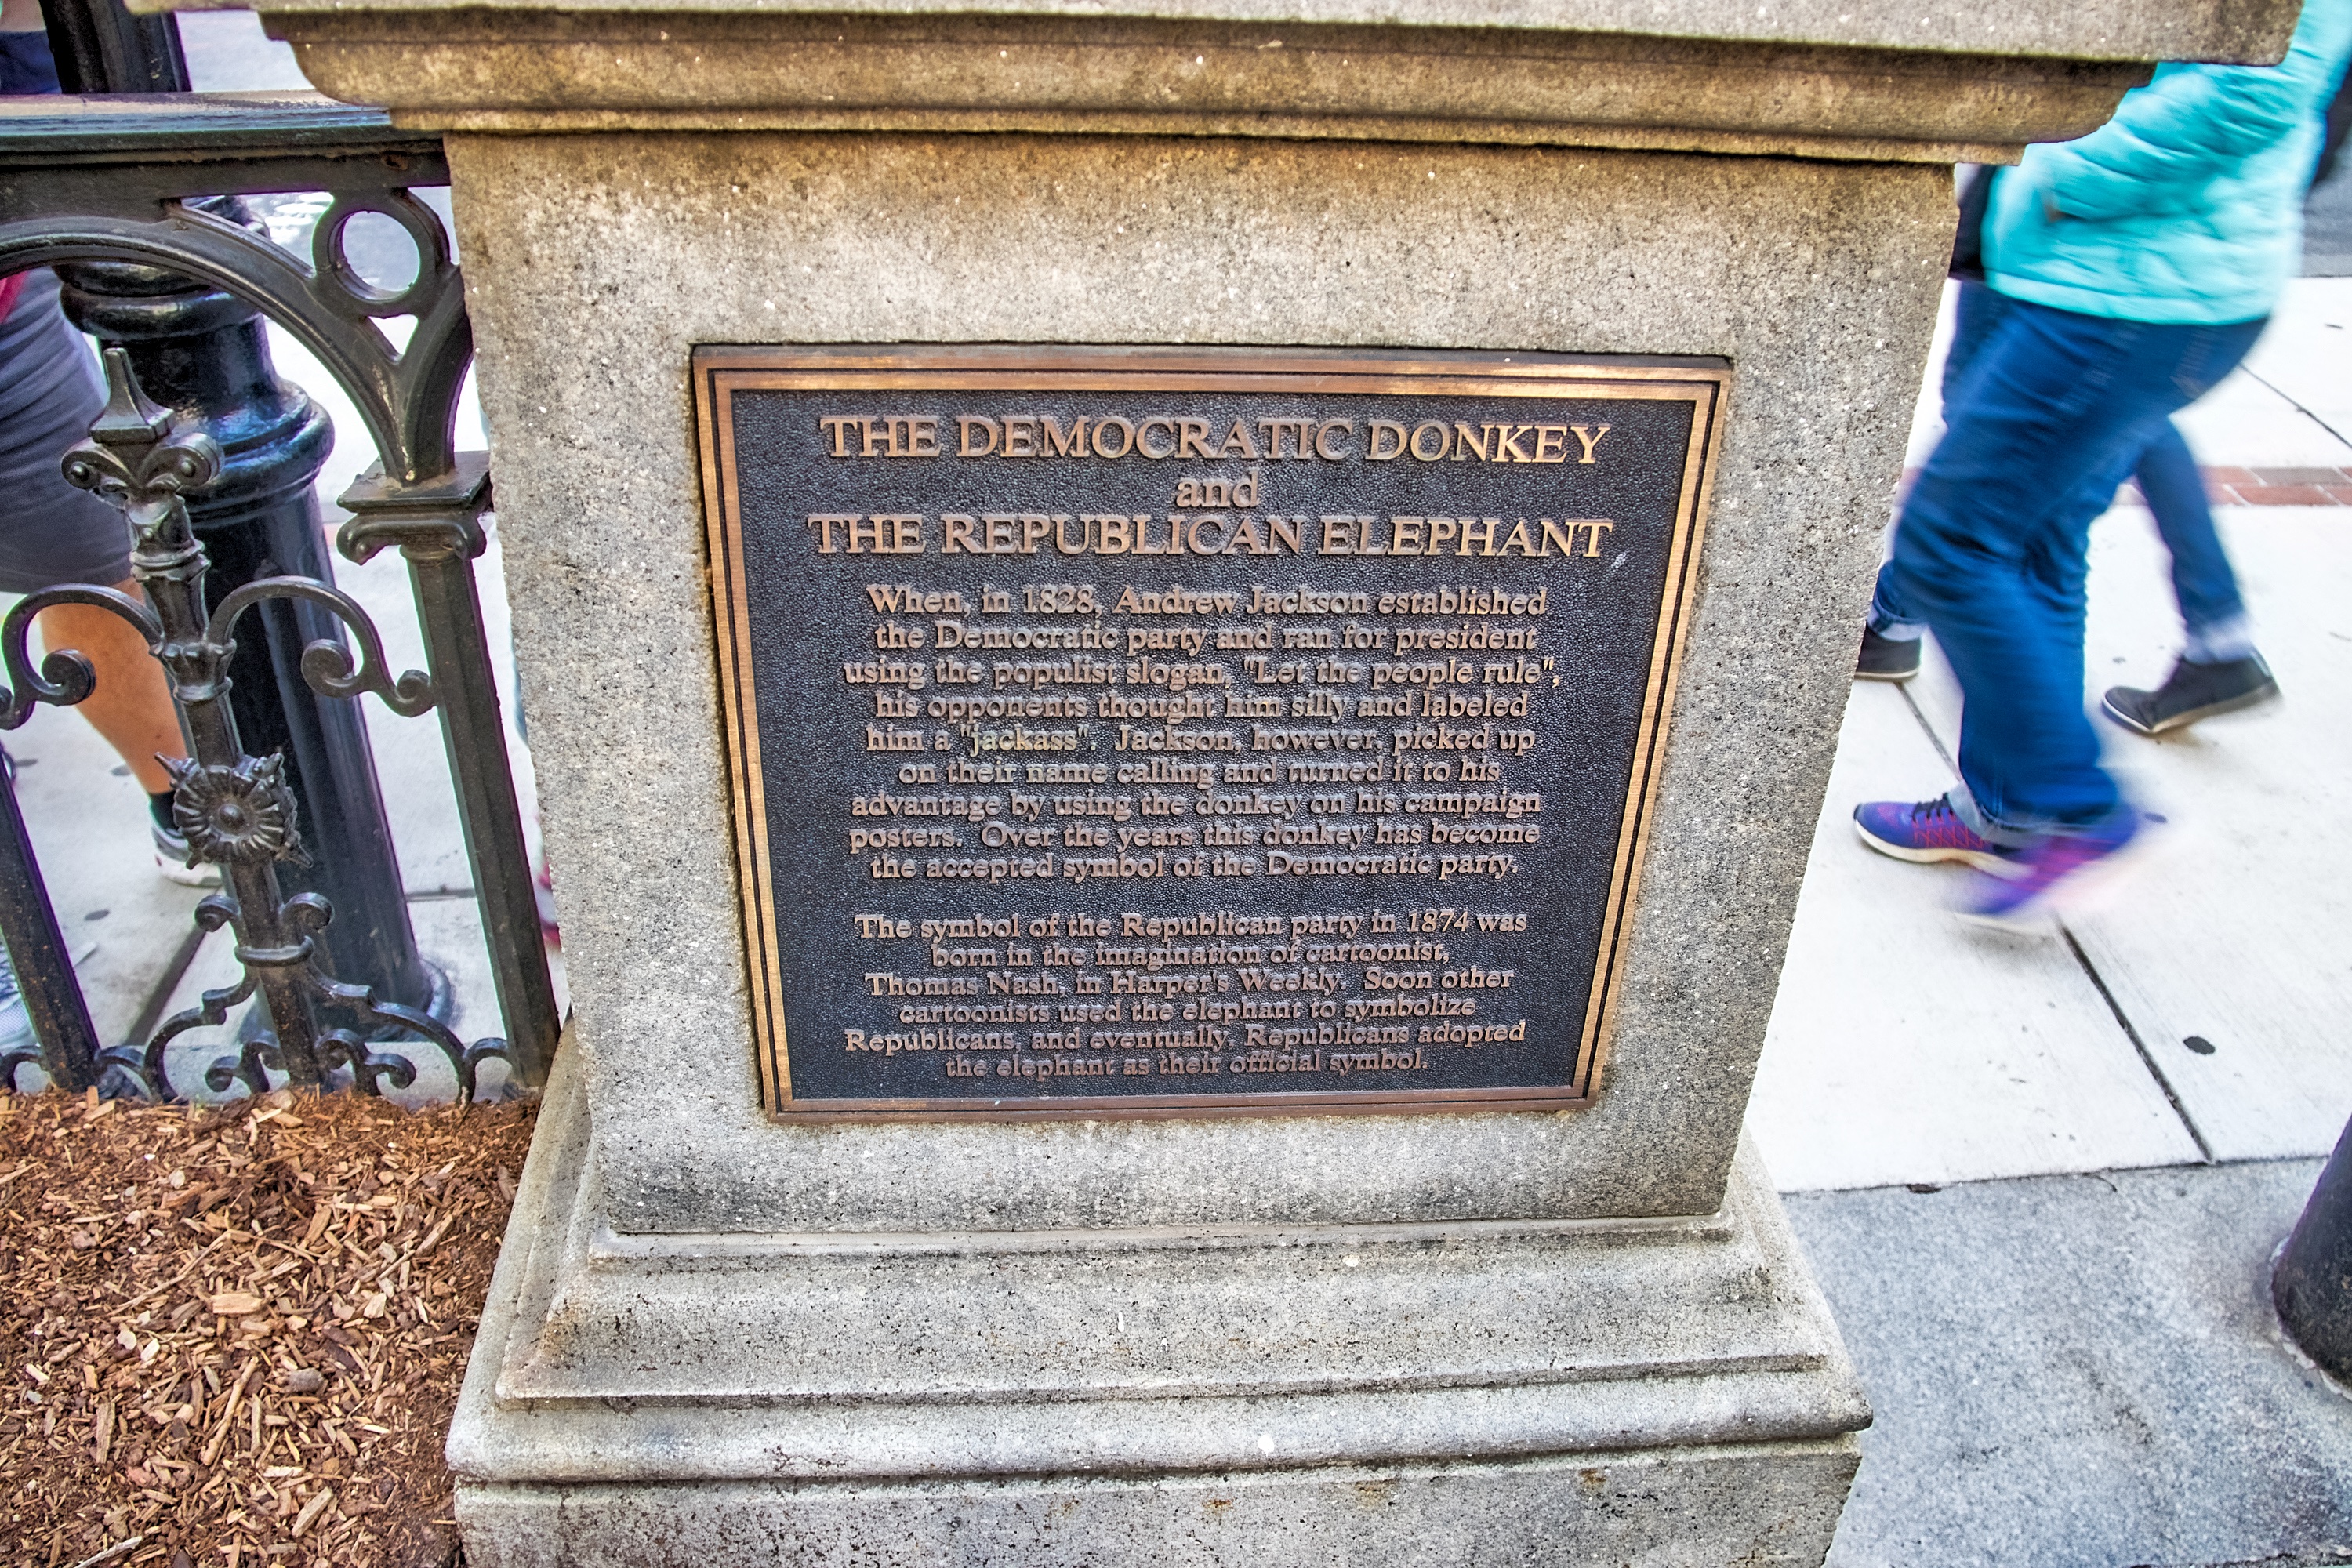 THE DEMOCRATIC DONKEY
and
THE REPUBLICAN ELEPHANT
When, in 1828, Andrew Jackson established
the Democratic party and ran for president
using the populist slogan, "Let the people rule",
his opponents thought him silly and labeled
him a "jackass". Jackson, however, picked up
on their name calling and turned it to his
advantage by using the donkey on his campaign
posters. Over the years this donkey has become
the accepted symbol of the Democratic party.
The symbol of the Republican party in 1874 was
born in the imagination of cartoonist,
Thomas Nash, in Harper's Weekly. Soon other
cartoonists used the elephant to symbolize
Republicans, and eventually, Republicans adopted
the elephant as their official symbol.